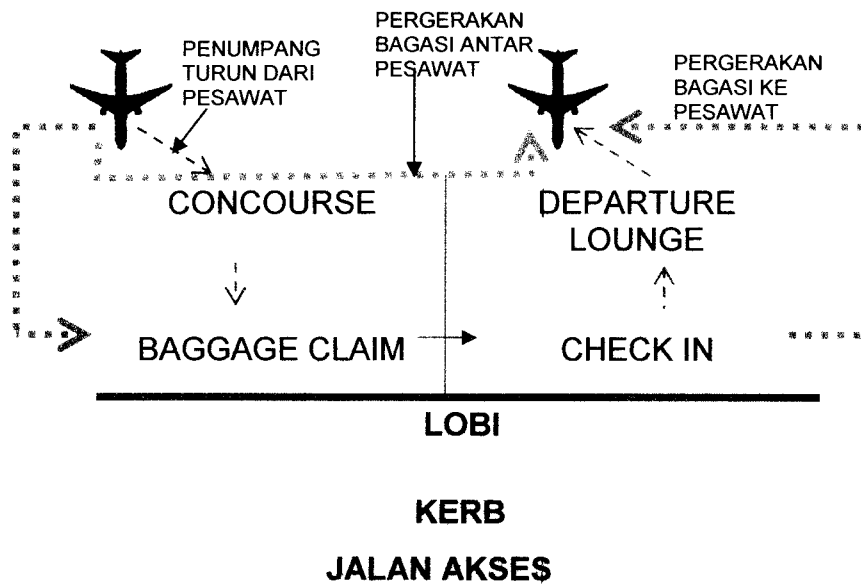 PENUMPANG
TURUN DARI
PESAWAT
PERGERAKAN
BAGASI ANTAR
PESAWAT
PERGERAKAN
BAGASI KE
PESAWAT
CONCOURSE
DEPARTURE
LOUNGE
BAGGAGE CLAIM
CHECK IN
LOBI
KERB
JALAN AKSES